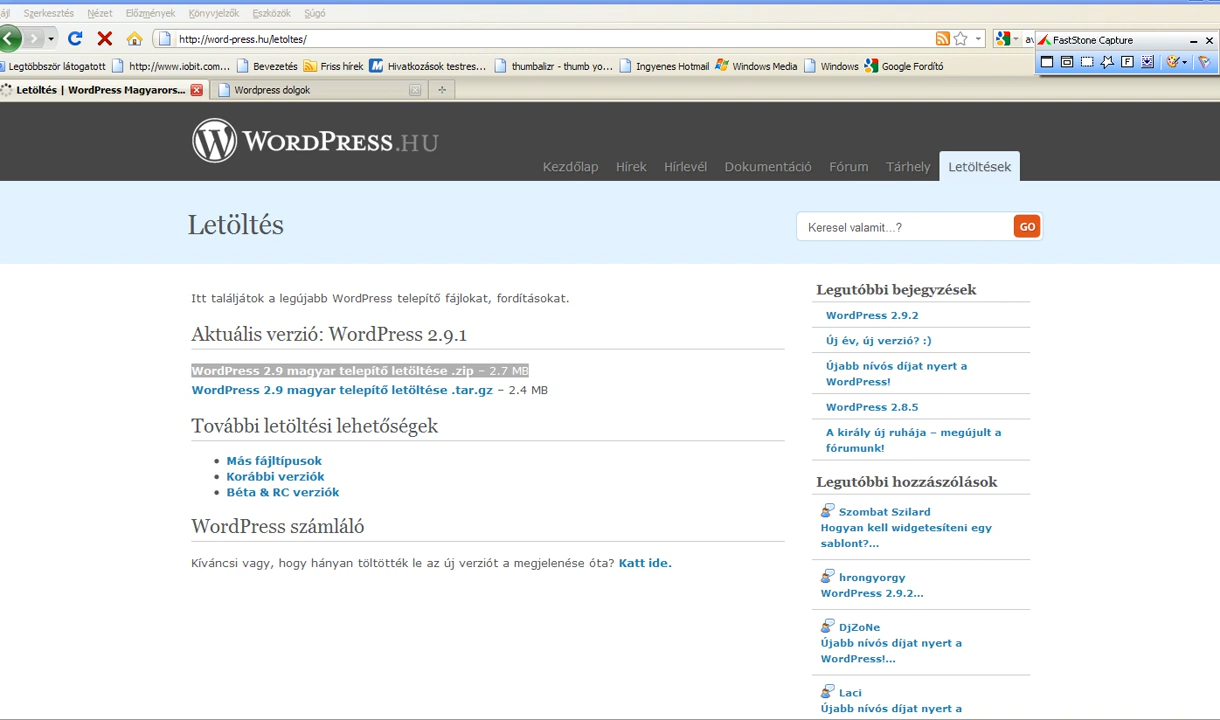 ájl Szerkesztés Nézet Előzmények Könyvjelzők Eszközök Súgó
http://word-press.hu/letoltes/
FastStone Capture
Legtöbbször látogatott http://www.iobit.com... Bevezetés Friss hírek Hivatkozások testres... thumbalizr - thumb yo... Ingyenes Hotmail Windows Media Windows Google Fordító
Letöltés | WordPress Magyarors... Wordpress dolgok
WORDPRESS.HU
Kezdőlap Hírek Hírlevél Dokumentáció Fórum Tárhely Letöltések
Letöltés
Keresel valamit...? GO
Itt találjátok a legújabb WordPress telepítő fájlokat, fordításokat.
Aktuális verzió: WordPress 2.9.1
WordPress 2.9 magyar telepítő letöltése .zip – 2.7 MB
WordPress 2.9 magyar telepítő letöltése .tar.gz – 2.4 MB
További letöltési lehetőségek
Más fájltípusok
Korábbi verziók
Béta & RC verziók
WordPress számláló
Kíváncsi vagy, hogy hányan töltötték le az új verziót a megjelenése óta? Katt ide.
Legutóbbi bejegyzések
WordPress 2.9.2
Új év, új verzió? :)
Újabb nívós díjat nyert a
WordPress!
WordPress 2.8.5
A király új ruhája – megújult a
fórumunk!
Legutóbbi hozzászólások
Szombat Szilard
Hogyan kell widgetesíteni egy
sablont?...
hrongyorgy
WordPress 2.9.2...
DjZoNe
Újabb nívós díjat nyert a
WordPress!...
Laci
Újabb nívós díjat nyert a